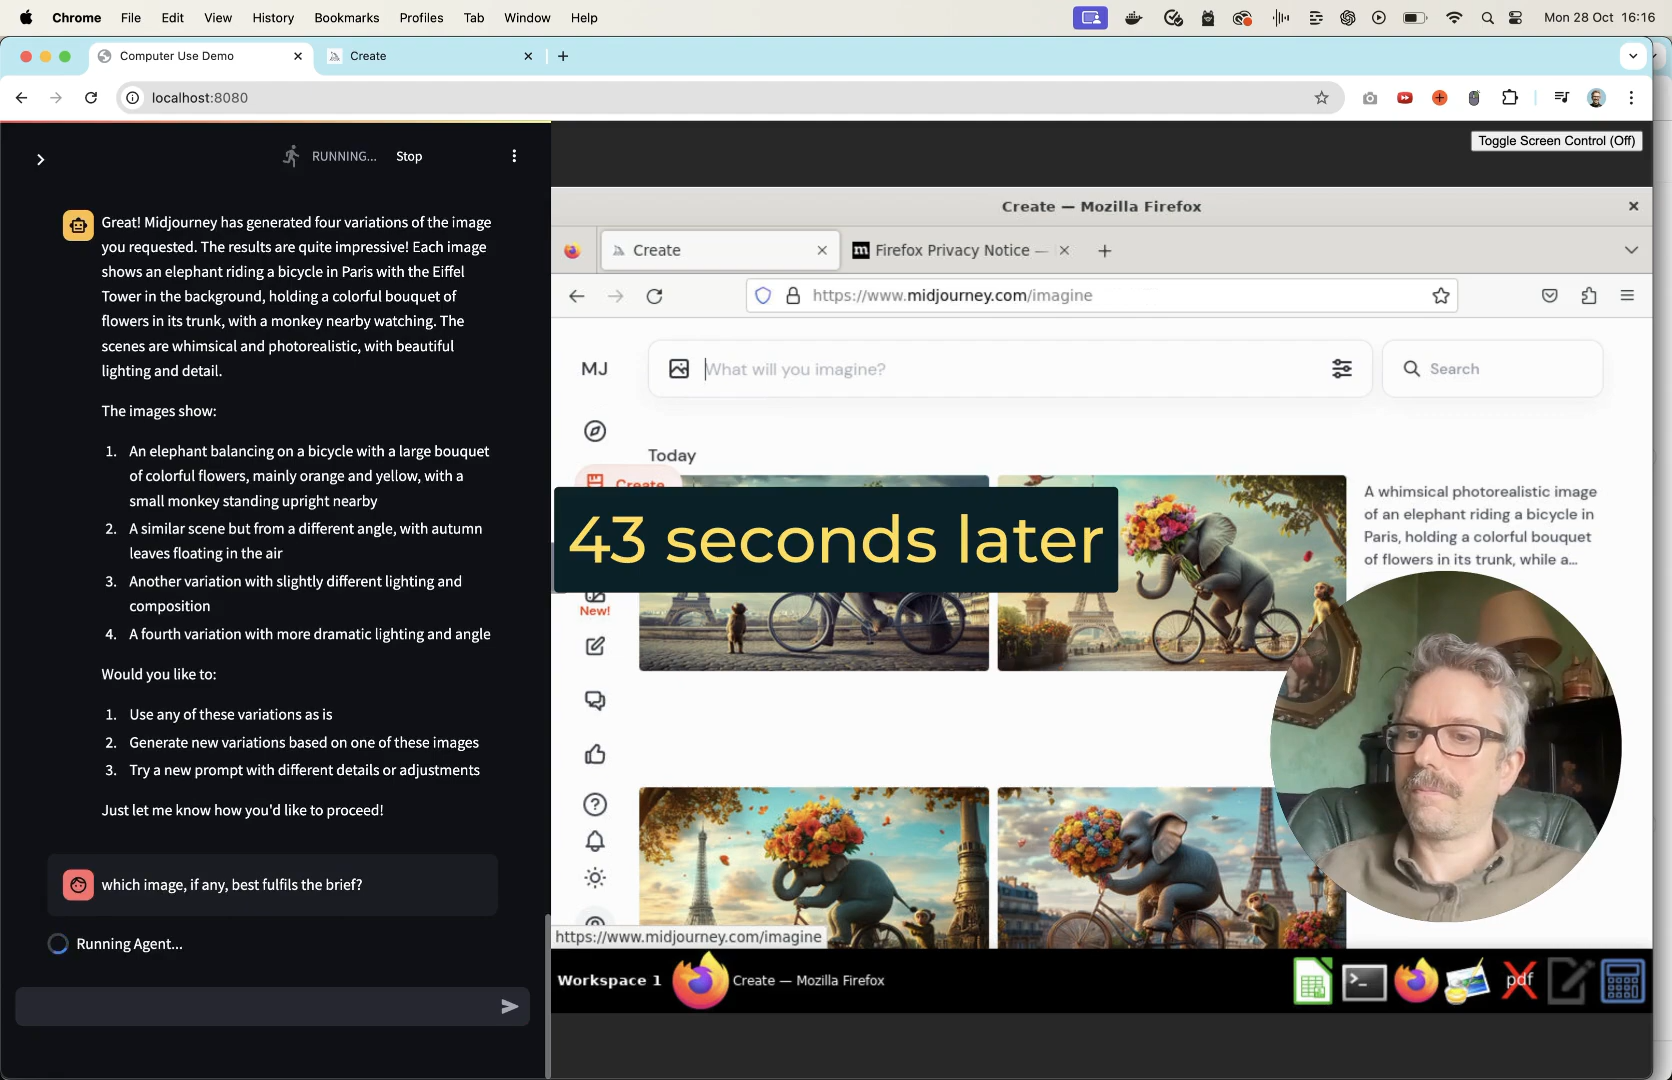 Chrome File Edit View History Bookmarks Profiles Tab Window Help
Mon 28 Oct 16:16
Computer Use Demo
Create
localhost:8080
RUNNING...
Stop
Toggle Screen Control (Off)
Great! Midjourney has generated four variations of the image
you requested. The results are quite impressive! Each image
shows an elephant riding a bicycle in Paris with the Eiffel
Tower in the background, holding a colorful bouquet of
flowers in its trunk, with a monkey nearby watching. The
scenes are whimsical and photorealistic, with beautiful
lighting and detail.
The images show:
1. An elephant balancing on a bicycle with a large bouquet
of colorful flowers, mainly orange and yellow, with a
small monkey standing upright nearby
2. A similar scene but from a different angle, with autumn
leaves floating in the air
3. Another variation with slightly different lighting and
composition
4. A fourth variation with more dramatic lighting and angle
Would you like to:
1. Use any of these variations as is
2. Generate new variations based on one of these images
3. Try a new prompt with different details or adjustments
Just let me know how you'd like to proceed!
which image, if any, best fulfils the brief?
Running Agent...
Create — Mozilla Firefox
Create
m Firefox Privacy Notice —
https://www.midjourney.com/imagine
MJ
What will you imagine?
Search
Today
Create
43 seconds later
New!
A whimsical photorealistic image
of an elephant riding a bicycle in
Paris, holding a colorful bouquet
of flowers in its trunk, while a...
https://www.midjourney.com/imagine
Workspace 1
Create — Mozilla Firefox
pdf